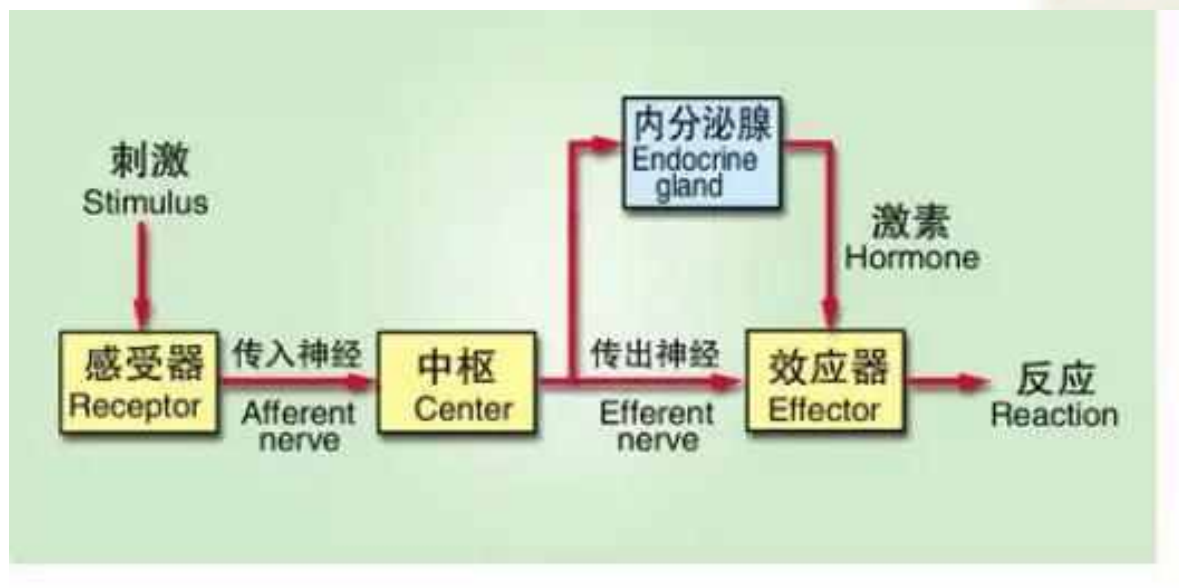 刺激
Stimulus
内分泌腺
Endocrine
gland
激素
Hormone
感受器
Receptor
传入神经
Afferent
nerve
中枢
Center
传出神经
Efferent
nerve
效应器
Effector
反应
Reaction